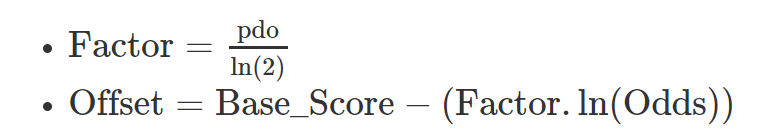 • Factor = pdo / ln(2)
• Offset = Base_Score − (Factor. ln(Odds))